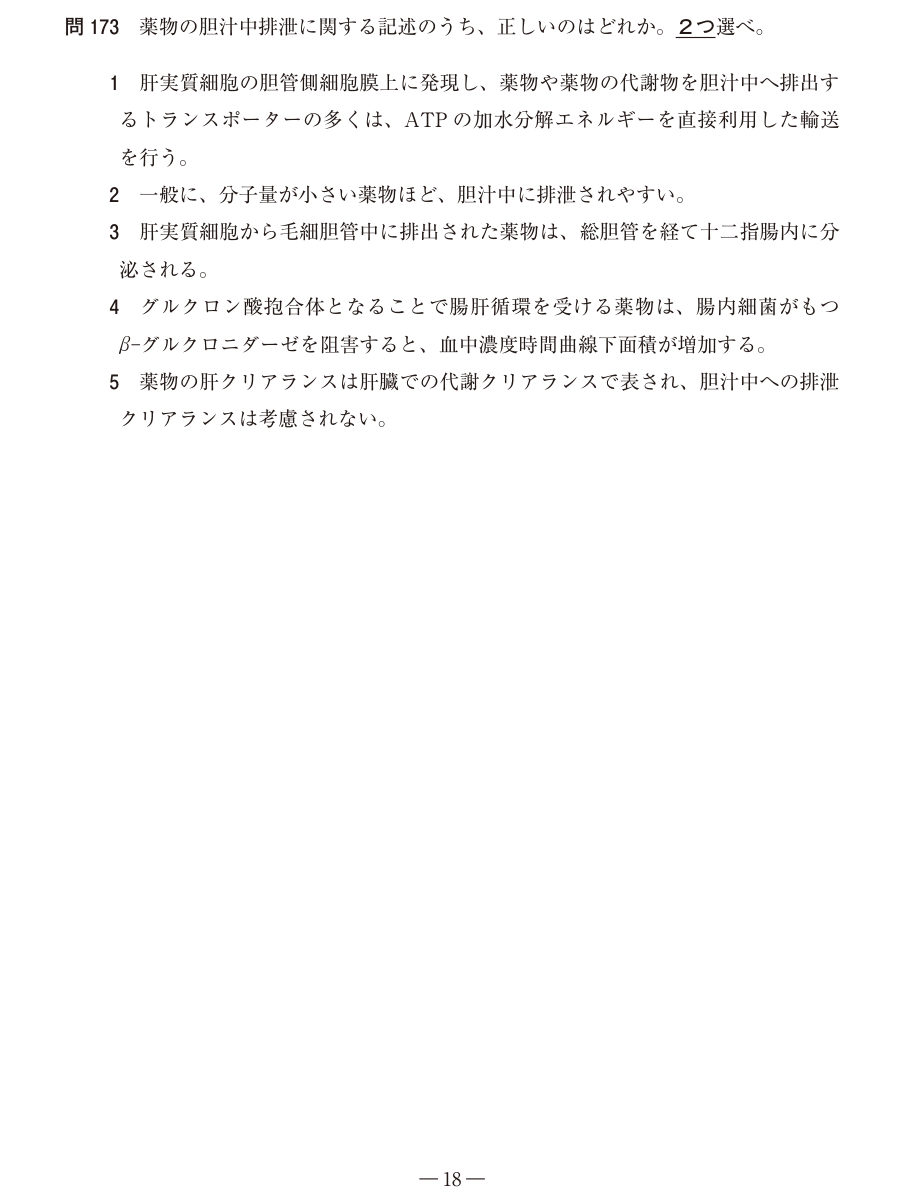 問 173　薬物の胆汁中排泄に関する記述のうち、正しいのはどれか。２つ選べ。
1　肝実質細胞の胆管側細胞膜上に発現し、薬物や薬物の代謝物を胆汁中へ排出す
るトランスポーターの多くは、ATP の加水分解エネルギーを直接利用した輸送
を行う。
2　一般に、分子量が小さい薬物ほど、胆汁中に排泄されやすい。
3　肝実質細胞から毛細胆管中に排出された薬物は、総胆管を経て十二指腸内に分
泌される。
4　グルクロン酸抱合体となることで腸肝循環を受ける薬物は、腸内細菌がもつ
β-グルクロニダーゼを阻害すると、血中濃度時間曲線下面積が増加する。
5　薬物の肝クリアランスは肝臓での代謝クリアランスで表され、胆汁中への排泄
クリアランスは考慮されない。
― 18 ―